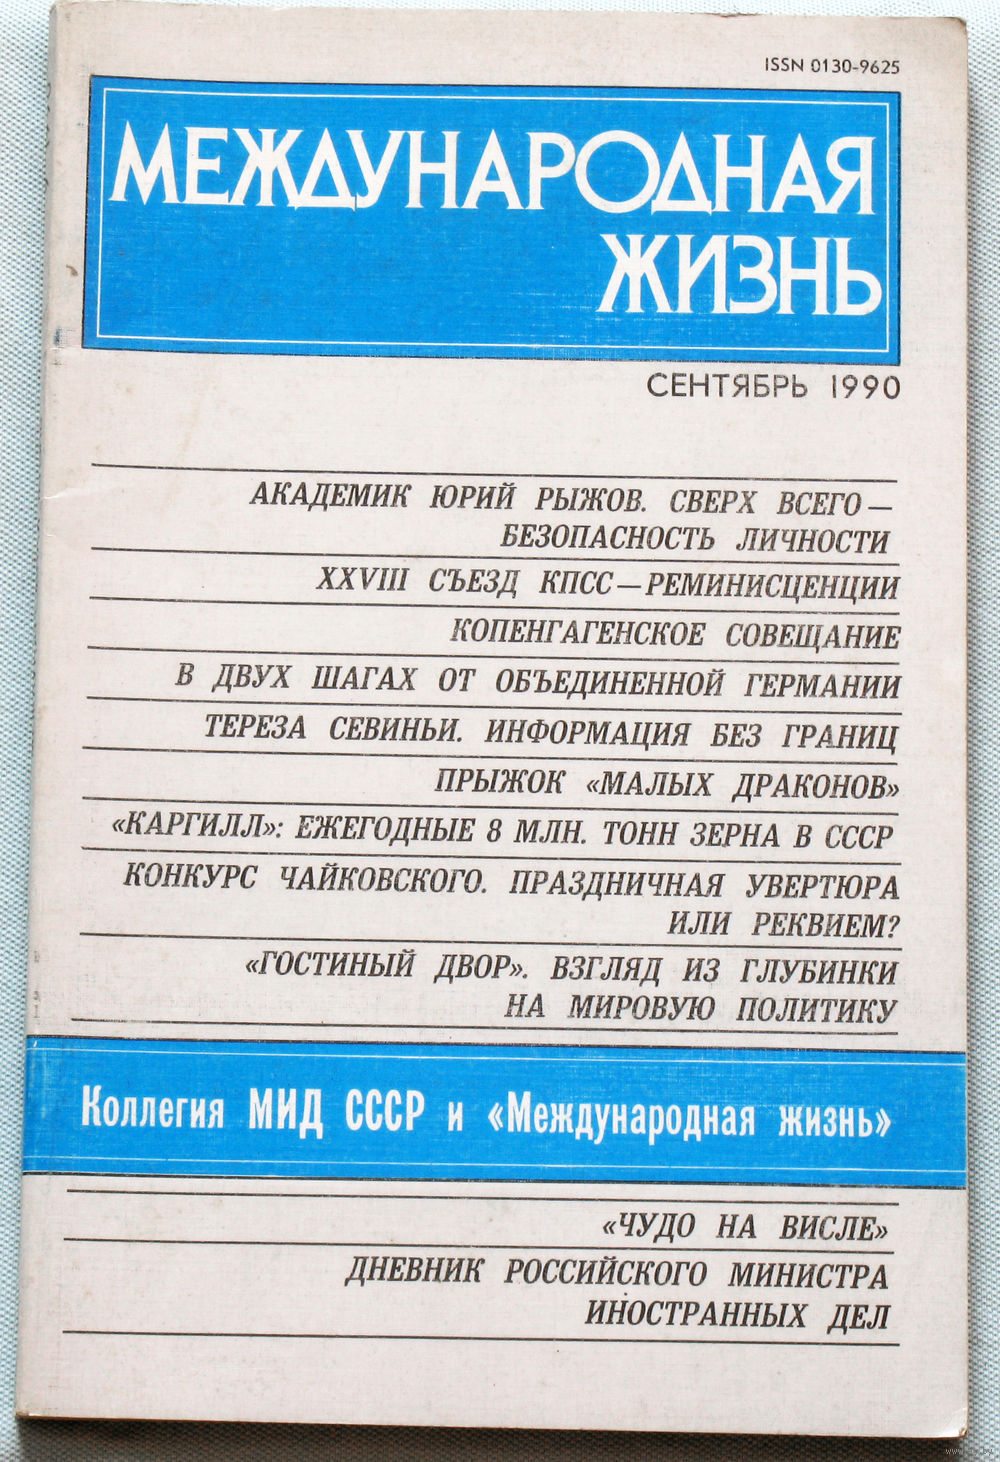 ISSN 0130-9625
МЕЖДУНАРОДНАЯ
ЖИЗНЬ
СЕНТЯБРЬ 1990
АКАДЕМИК ЮРИЙ РЫЖОВ. СВЕРХ ВСЕГО —
БЕЗОПАСНОСТЬ ЛИЧНОСТИ
XXVIII СЪЕЗД КПСС — РЕМИНИСЦЕНЦИИ
КОПЕНГАГЕНСКОЕ СОВЕЩАНИЕ
В ДВУХ ШАГАХ ОТ ОБЪЕДИНЕННОЙ ГЕРМАНИИ
ТЕРЕЗА СЕВИНЬИ. ИНФОРМАЦИЯ БЕЗ ГРАНИЦ
ПРЫЖОК «МАЛЫХ ДРАКОНОВ»
«КАРГИЛЛ»: ЕЖЕГОДНЫЕ 8 МЛН. ТОНН ЗЕРНА В СССР
КОНКУРС ЧАЙКОВСКОГО. ПРАЗДНИЧНАЯ УВЕРТЮРА
ИЛИ РЕКВИЕМ?
«ГОСТИНЫЙ ДВОР». ВЗГЛЯД ИЗ ГЛУБИНКИ
НА МИРОВУЮ ПОЛИТИКУ
Коллегия МИД СССР и «Международная жизнь»
«ЧУДО НА ВИСЛЕ»
ДНЕВНИК РОССИЙСКОГО МИНИСТРА
ИНОСТРАННЫХ ДЕЛ